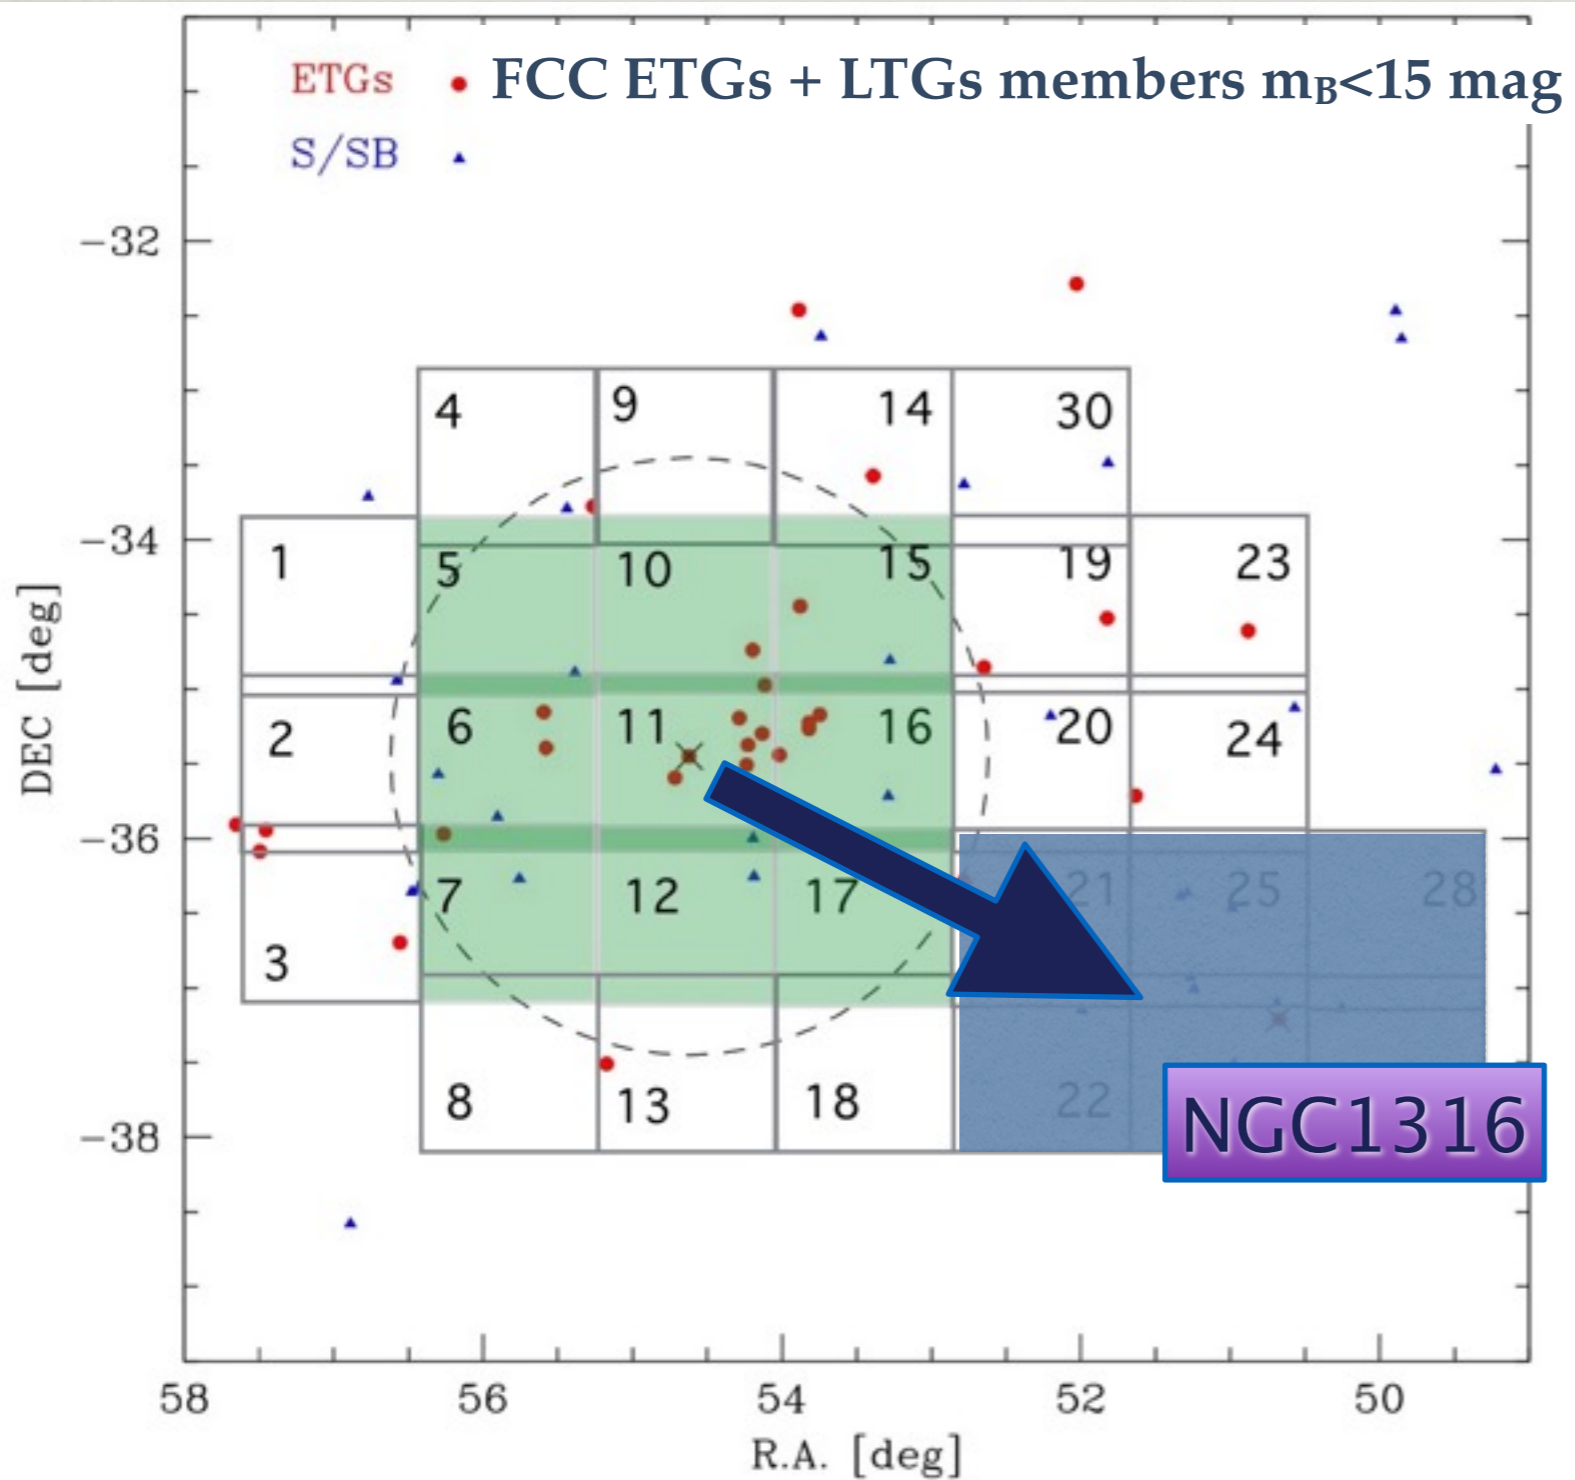 ETGs FCC ETGs + LTGs members mB<15 mag
S/SB
-32
4 9 14 30
-34
1 5 10 15 19 23
2 6 11 16 20 24
-36
3 7 12 17 21 25 28
8 13 18 22
NGC1316
-38
58 56 54 52 50
R.A. [deg]
DEC [deg]